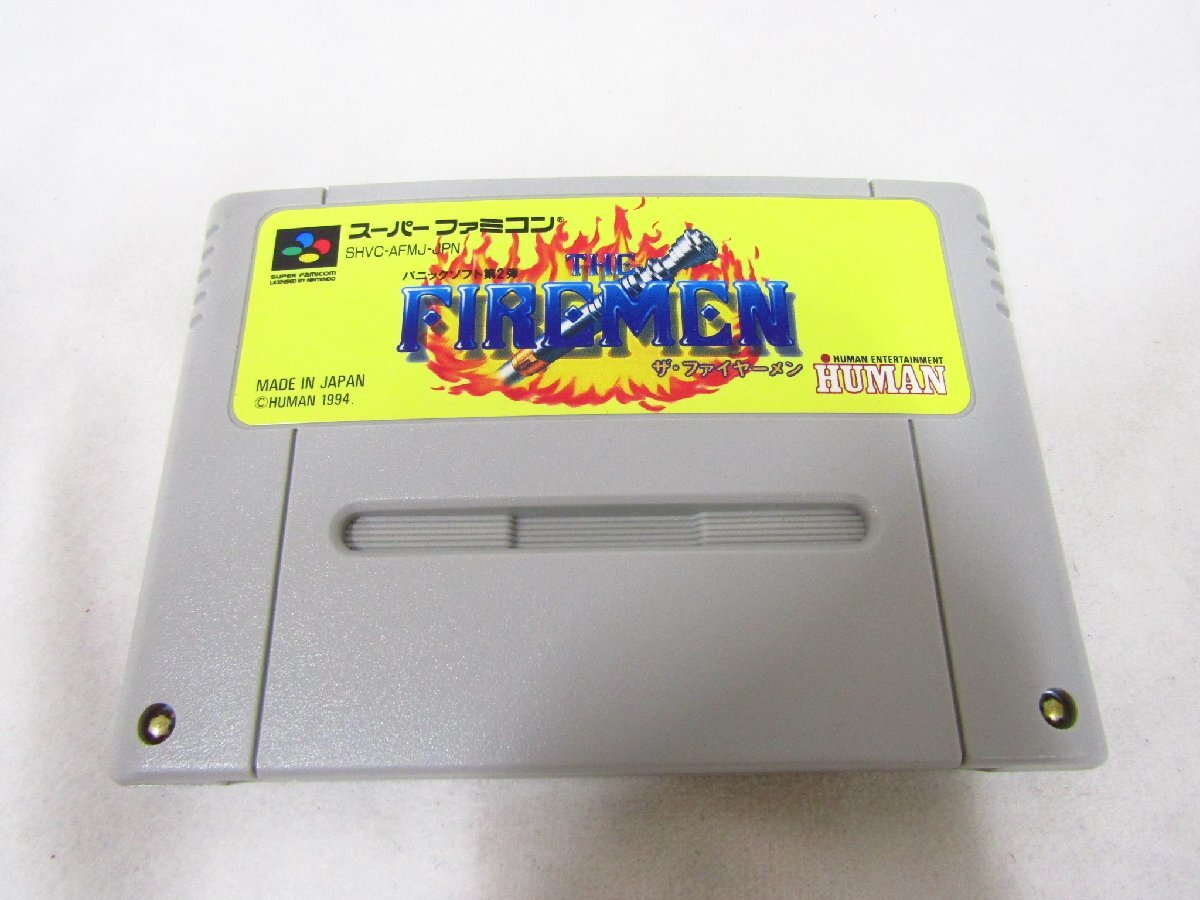 スーパーファミコン®
SHVC-AFMJ-JPN
SUPER FAMICOM
LICENSED BY NINTENDO
パニックソフト第2弾
THE
FIREMEN
ザ・ファイヤーメン
MADE IN JAPAN
©HUMAN 1994.
HUMAN ENTERTAINMENT
HUMAN